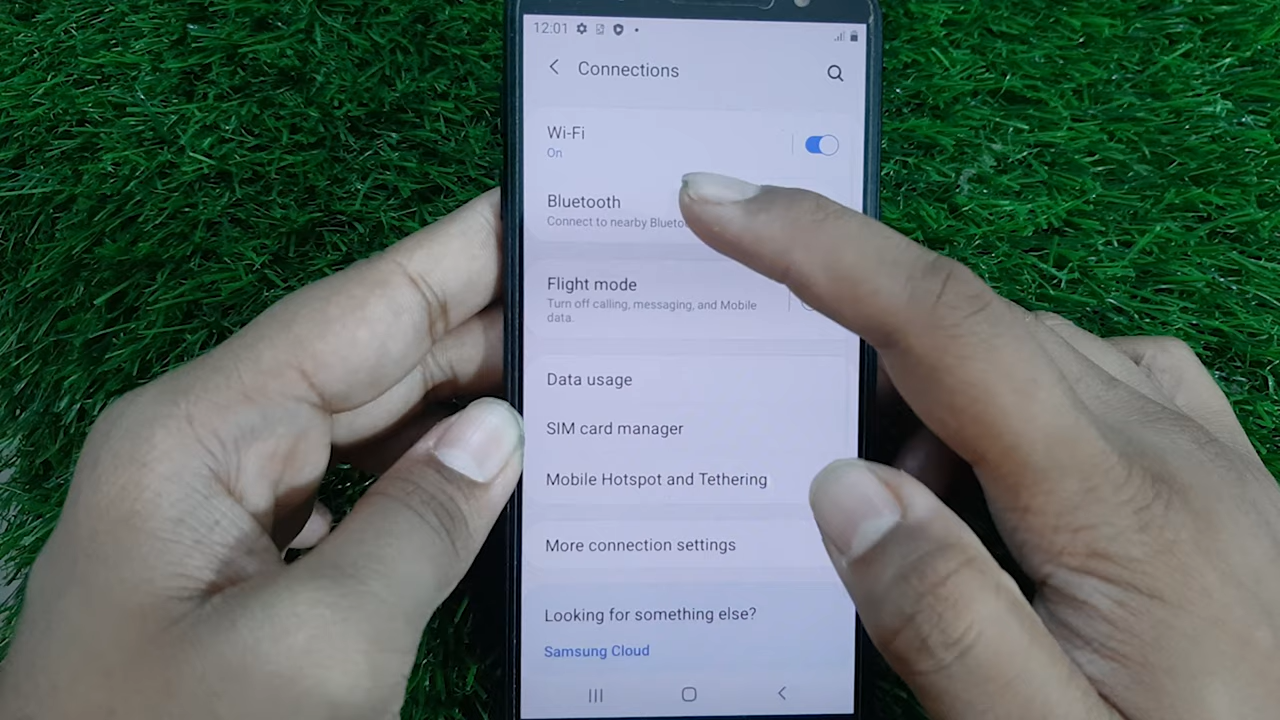 12:01
Connections
Wi-Fi
On
Bluetooth
Connect to nearby
Flight mode
Turn off calling, messaging, and Mobile
data.
Data usage
SIM card manager
Mobile Hotspot and Tethering
More connection settings
Looking for something else?
Samsung Cloud